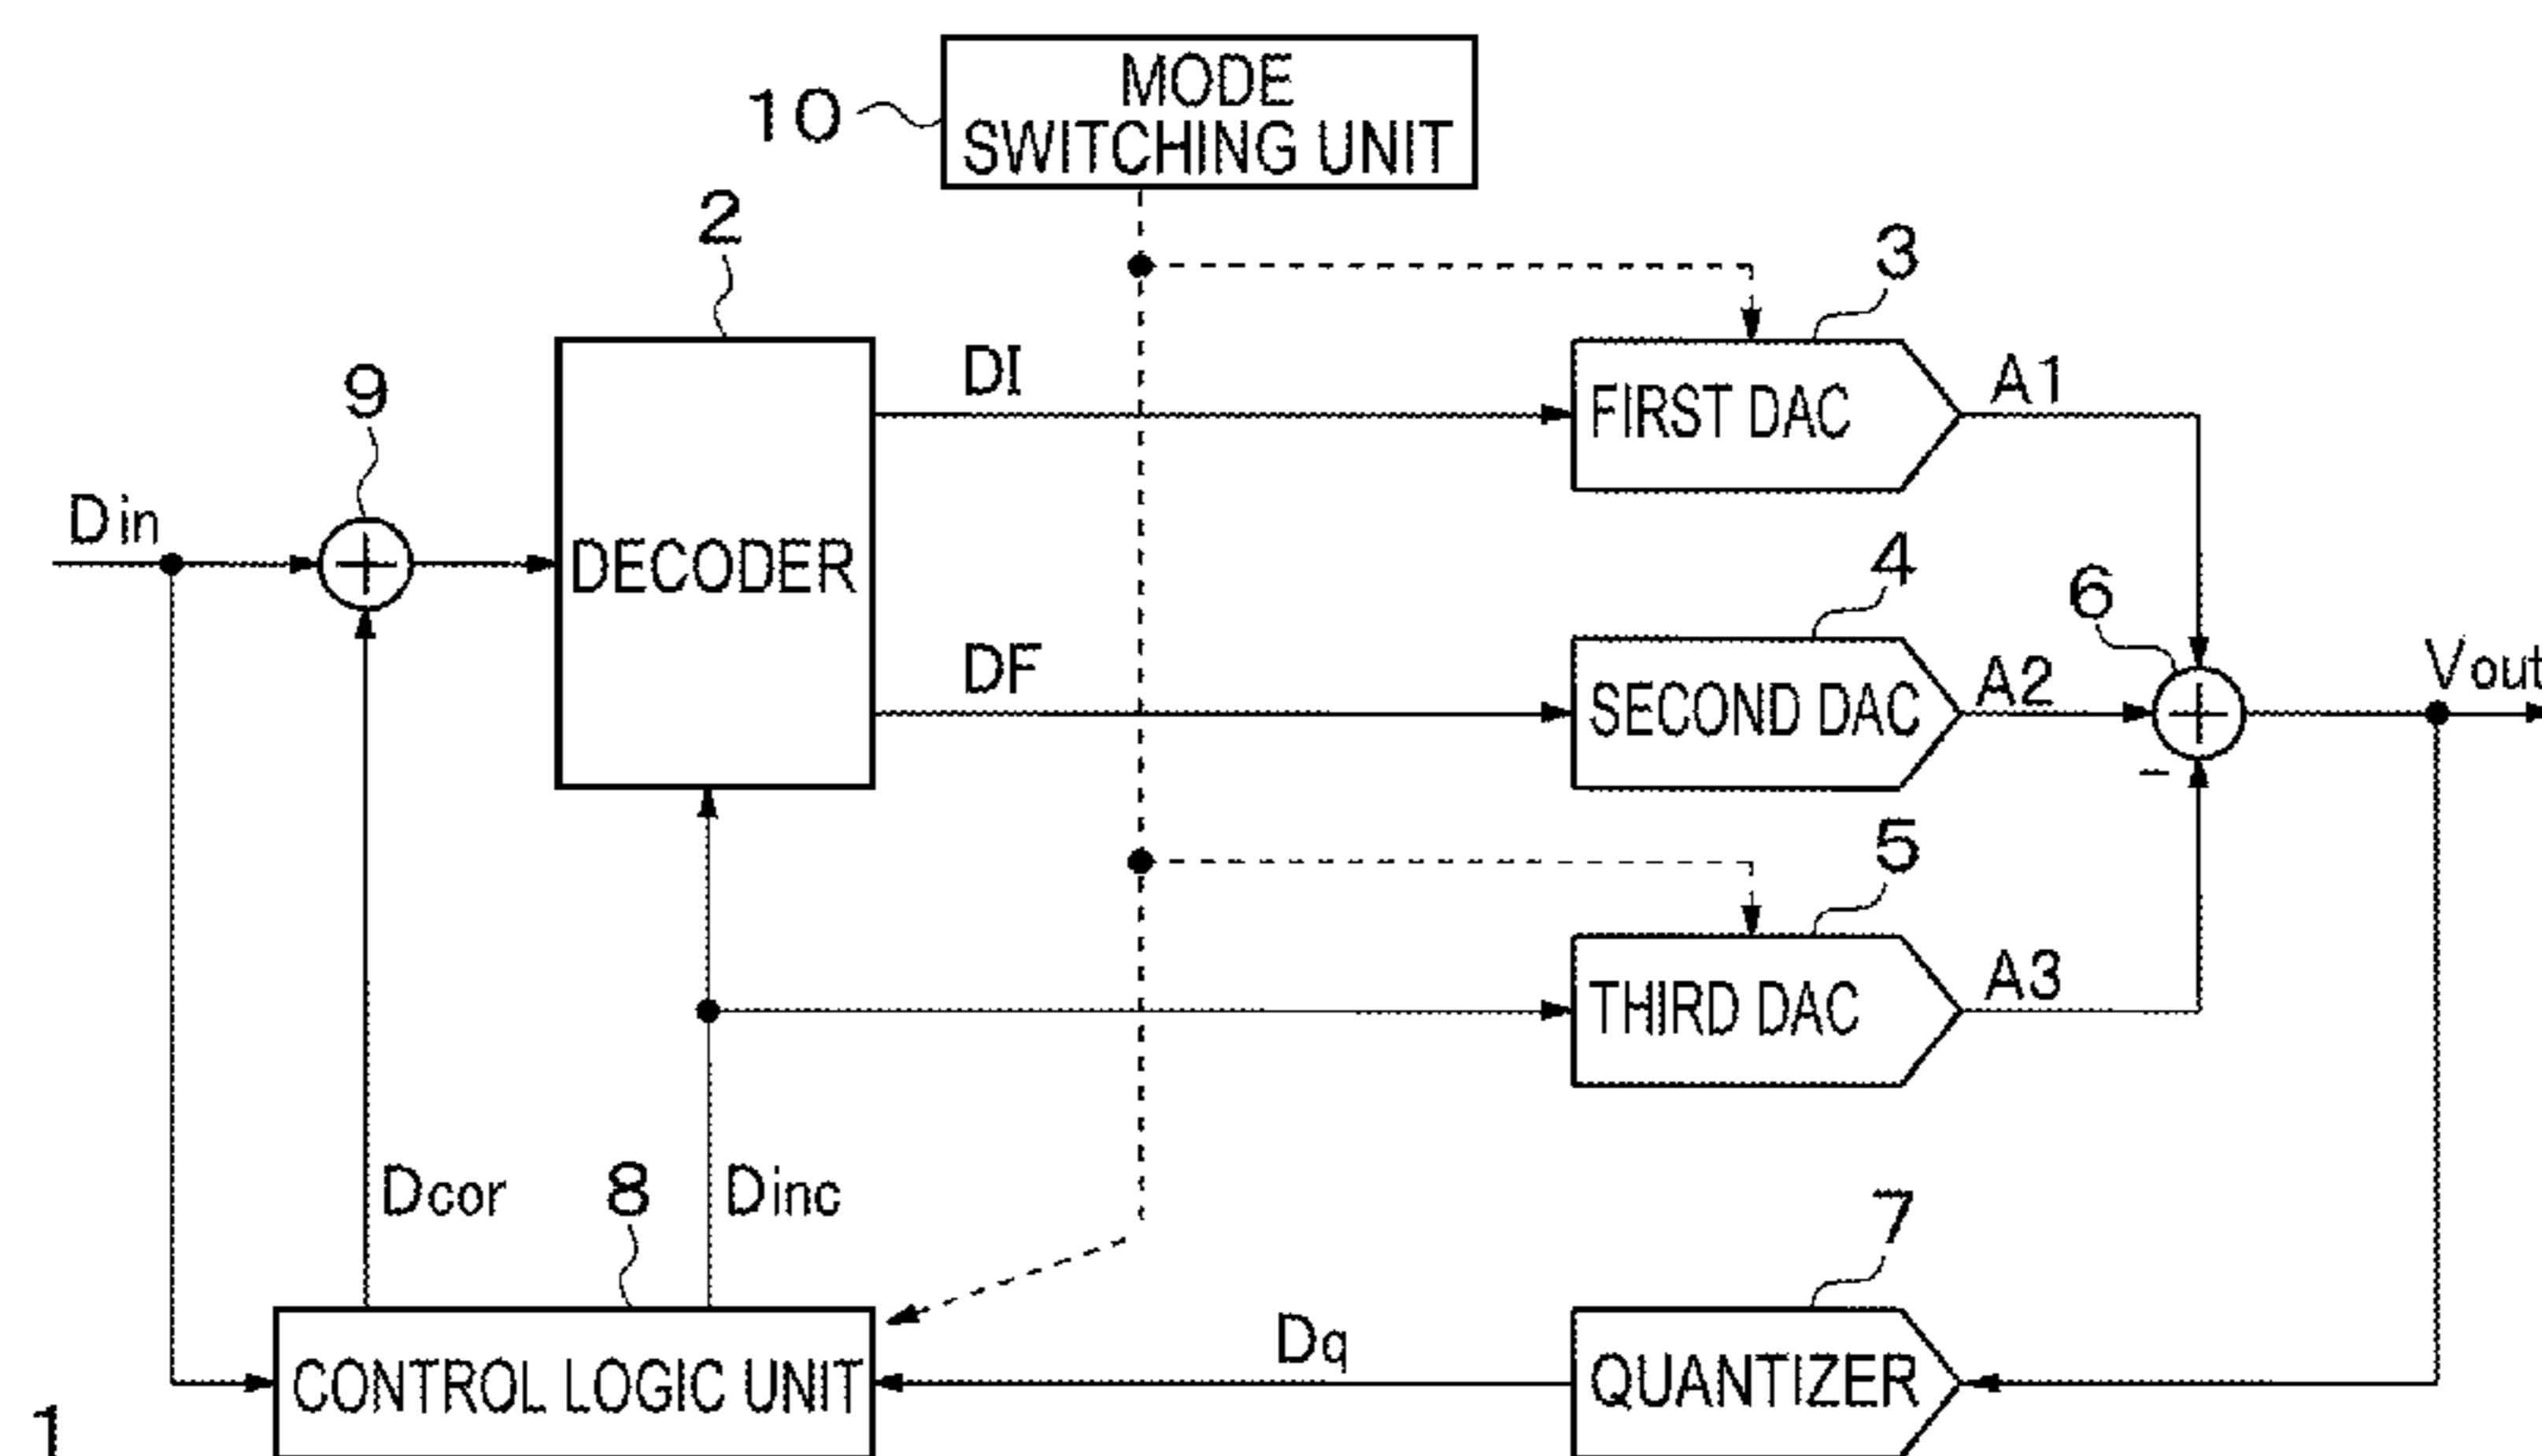 MODE
SWITCHING UNIT
10
2
3
DI
FIRST DAC
A1
9
Din
DECODER
4
6
DF
SECOND DAC
A2
Vout
-
5
THIRD DAC
A3
Dcor
8
Dinc
7
CONTROL LOGIC UNIT
Dq
QUANTIZER
1